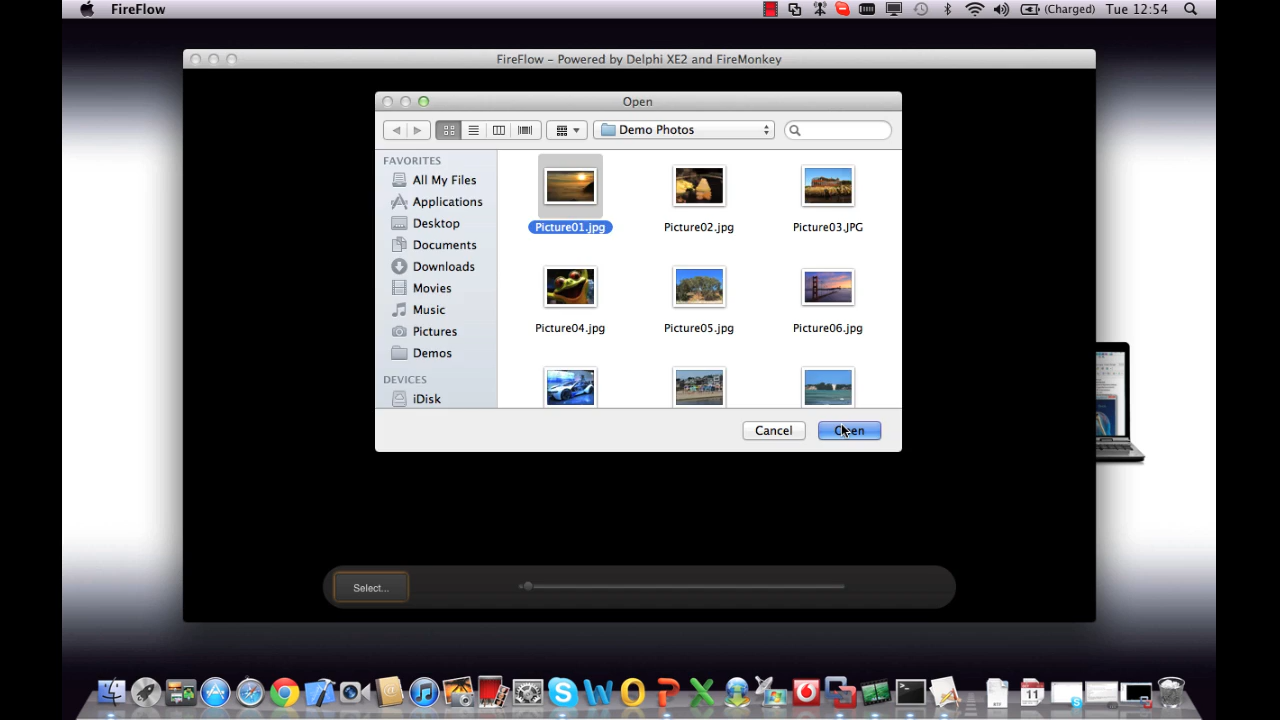 FireFlow
(Charged)
Tue 12:54
FireFlow – Powered by Delphi XE2 and FireMonkey
Open
Demo Photos
FAVORITES
All My Files
Applications
Desktop
Documents
Downloads
Movies
Music
Pictures
Demos
DEVICES
iDisk
Picture01.jpg
Picture02.jpg
Picture03.JPG
Picture04.jpg
Picture05.jpg
Picture06.jpg
Cancel
Open
Select...
11